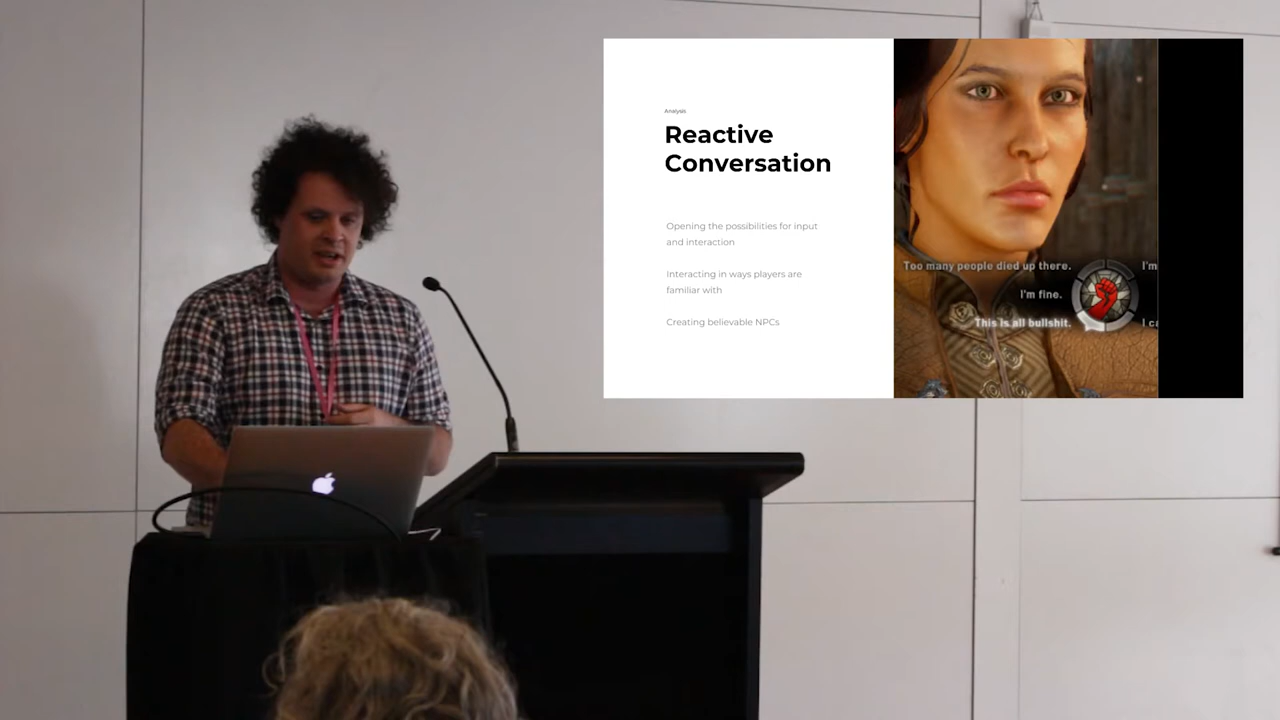 Analysis
Reactive
Conversation
Opening the possibilities for input
and interaction
Interacting in ways players are
familiar with
Creating believable NPCs
Too many people died up there.
I'm
I'm fine.
This is all bullshit.
I ca